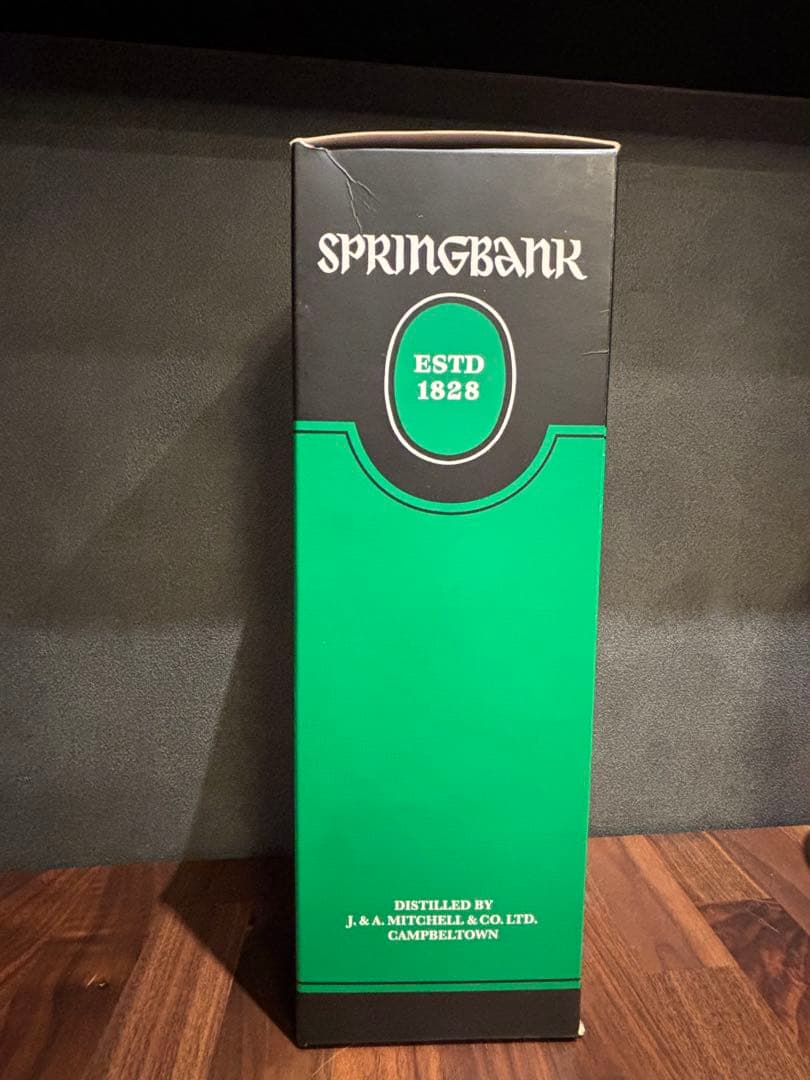 SPRINGBANK
ESTD
1828
DISTILLED BY
J. & A. MITCHELL & CO. LTD.
CAMPBELTOWN